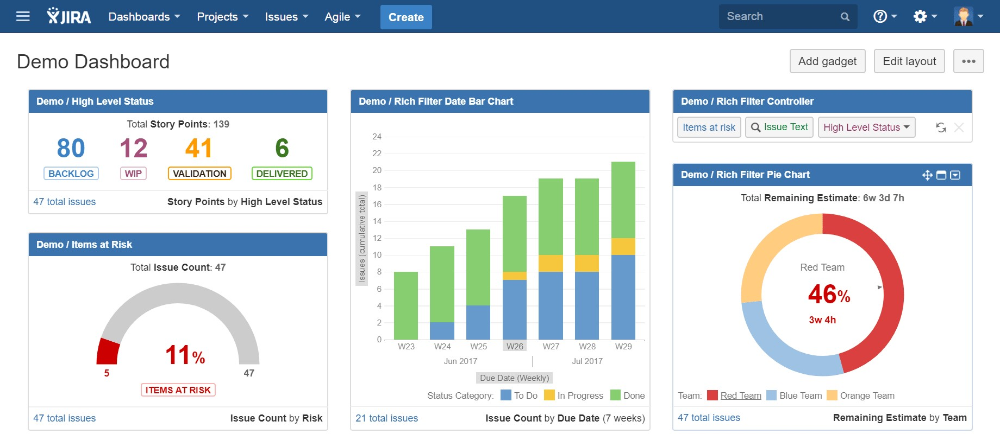 JIRA Dashboards Projects Issues Agile Create Search
Demo Dashboard
Add gadget Edit layout
Demo / High Level Status
Total Story Points: 139
80 12 41 6
BACKLOG WIP VALIDATION DELIVERED
47 total issues Story Points by High Level Status
Demo / Items at Risk
Total Issue Count: 47
11%
5 47
ITEMS AT RISK
47 total issues Issue Count by Risk
Demo / Rich Filter Date Bar Chart
Issues (cumulative total)
24
22
20
18
16
14
12
10
8
6
4
2
0
W23 W24 W25 W26 W27 W28 W29
Jun 2017 Jul 2017
Due Date (Weekly)
Status Category: To Do In Progress Done
21 total issues Issue Count by Due Date (7 weeks)
Demo / Rich Filter Controller
Items at risk Issue Text High Level Status
Demo / Rich Filter Pie Chart
Total Remaining Estimate: 6w 3d 7h
Red Team
46%
3w 4h
Team: Red Team Blue Team Orange Team
47 total issues Remaining Estimate by Team